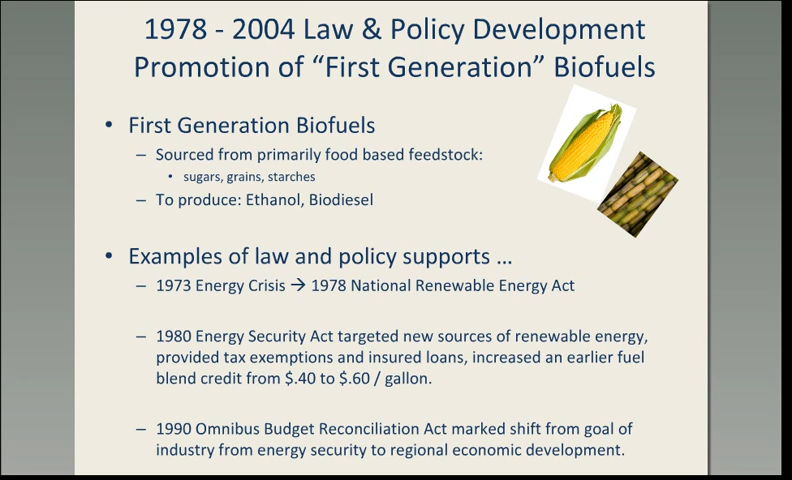 1978 - 2004 Law & Policy Development
Promotion of “First Generation” Biofuels
• First Generation Biofuels
– Sourced from primarily food based feedstock:
• sugars, grains, starches
– To produce: Ethanol, Biodiesel
• Examples of law and policy supports …
– 1973 Energy Crisis → 1978 National Renewable Energy Act
– 1980 Energy Security Act targeted new sources of renewable energy,
provided tax exemptions and insured loans, increased an earlier fuel
blend credit from $.40 to $.60 / gallon.
– 1990 Omnibus Budget Reconciliation Act marked shift from goal of
industry from energy security to regional economic development.